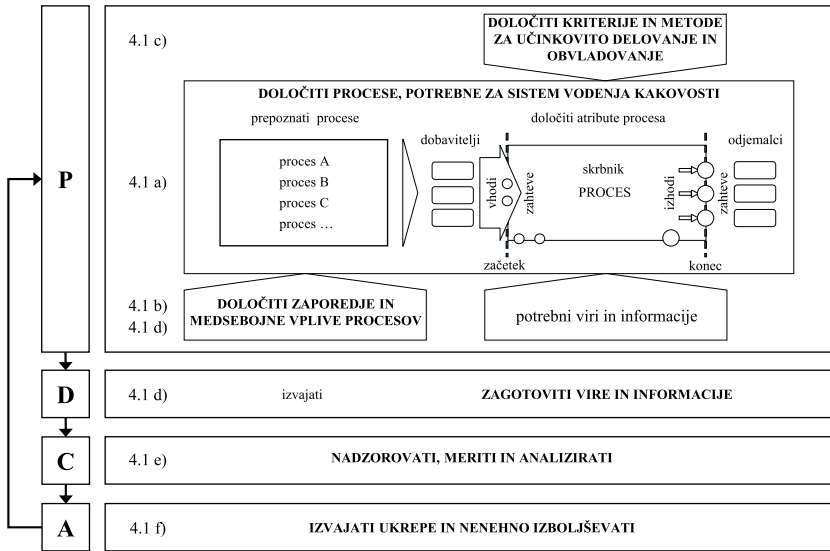 4.1 c)
DOLOČITI KRITERIJE IN METODE
ZA UČINKOVITO DELOVANJE IN
OBVLADOVANJE
DOLOČITI PROCESE, POTREBNE ZA SISTEM VODENJA KAKOVOSTI
prepoznati procese
določiti atribute procesa
dobavitelji
odjemalci
P
4.1 a)
proces A
proces B
proces C
proces …
vhodi
zahteve
skrbnik
PROCES
izhodi
zahteve
začetek
konec
4.1 b)
4.1 d)
DOLOČITI ZAPOREDJE IN
MEDSEBOJNE VPLIVE PROCESOV
potrebni viri in informacije
D
4.1 d)
izvajati
ZAGOTOVITI VIRE IN INFORMACIJE
C
4.1 e)
NADZOROVATI, MERITI IN ANALIZIRATI
A
4.1 f)
IZVAJATI UKREPE IN NENEHNO IZBOLJŠEVATI